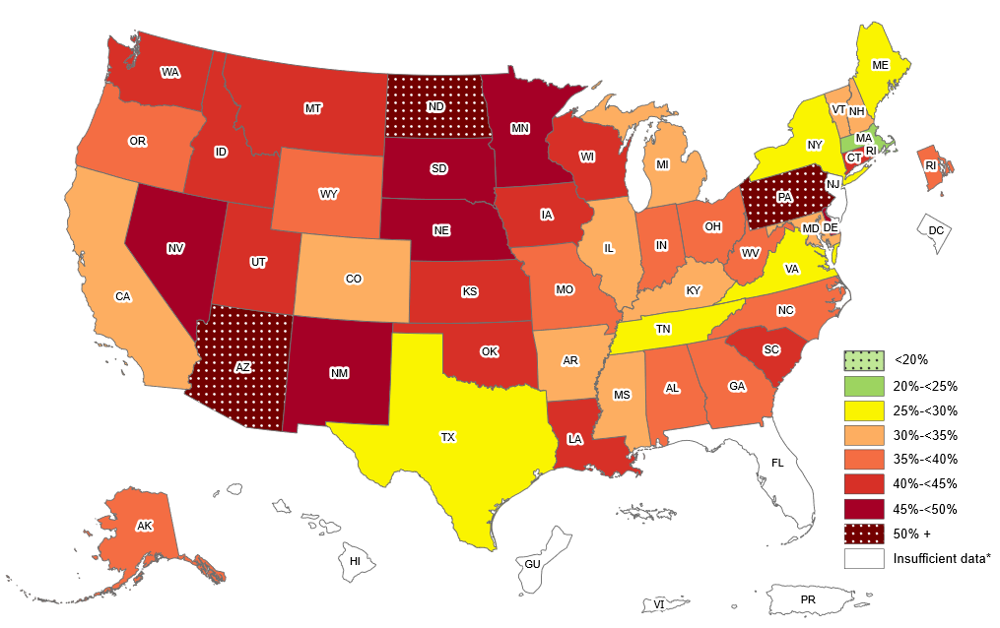 ME
WA
VT
NH
MT
ND
MN
OR
MA
NY
RI
ID
SD
WI
CT
MI
RI
WY
NJ
PA
IA
NE
OH
DE
MD
DC
NV
IL
IN
WV
UT
VA
CO
KY
MO
KS
CA
NC
TN
SC
OK
<20%
AR
AZ
NM
20%-<25%
AL
GA
MS
25%-<30%
30%-<35%
TX
LA
35%-<40%
FL
40%-<45%
45%-<50%
AK
50% +
Insufficient data*
HI
GU
PR
VI